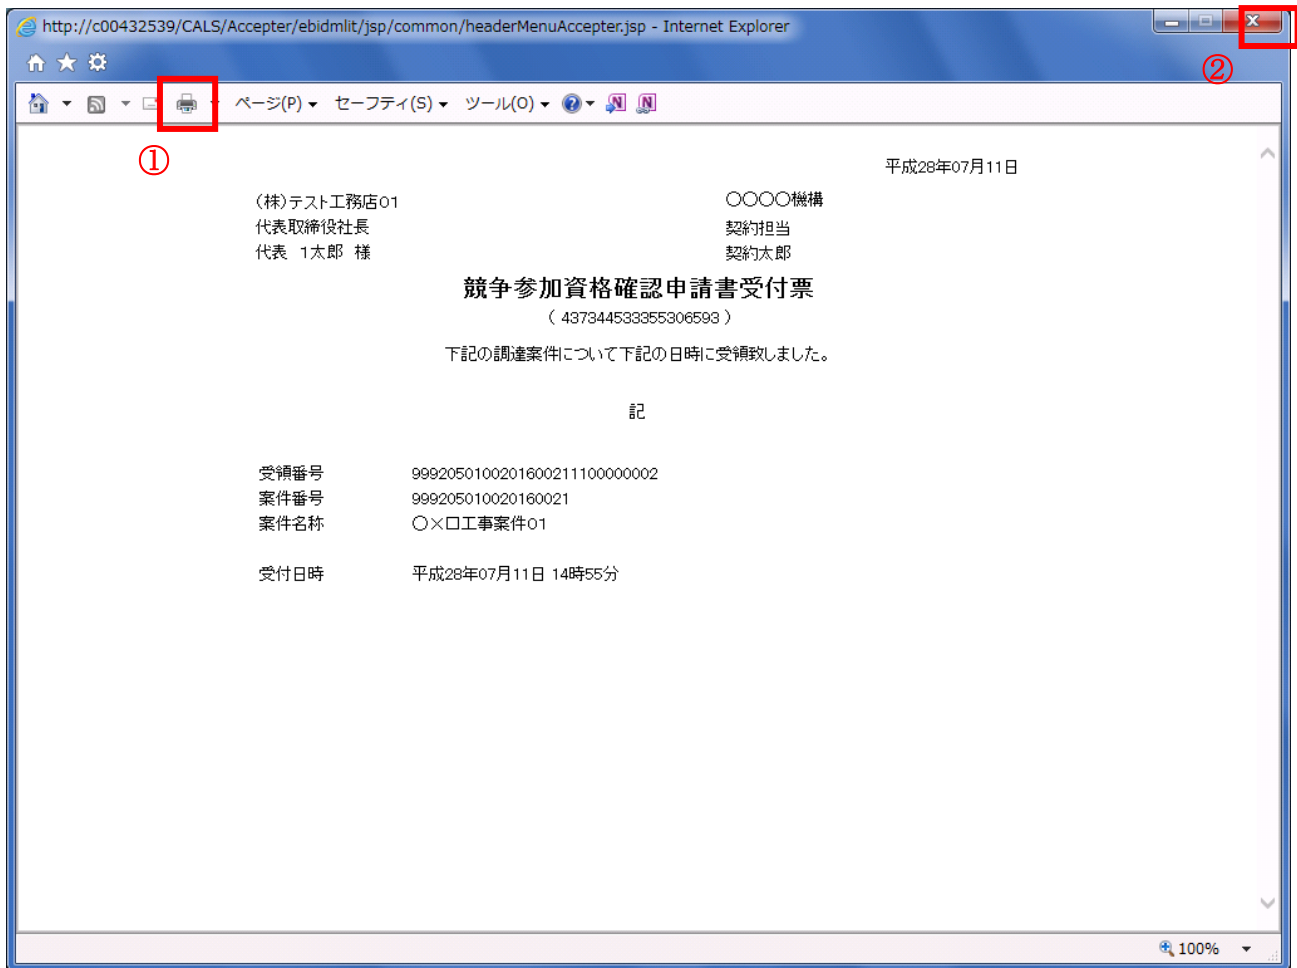 http://c00432539/CALS/Accepter/ebidmlit/jsp/common/headerMenuAccepter.jsp - Internet Explorer
②
ページ(P) セーフティ(S) ツール(O)
①
平成28年07月11日
(株)テスト工務店01
〇〇〇〇機構
代表取締役社長
契約担当
代表 1太郎 様
契約太郎
競争参加資格確認申請書受付票
( 437344533355306593 )
下記の調達案件について下記の日時に受領致しました。
記
受領番号 9992050100201600211100000002
案件番号 999205010020160021
案件名称 〇×口工事案件01
受付日時 平成28年07月11日 14時55分
100%